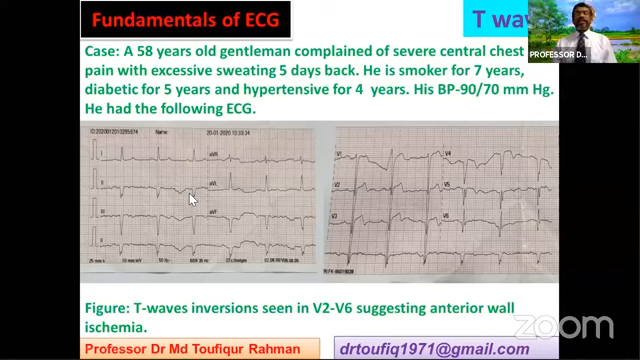 Fundamentals of ECG
T wav
PROFESSOR D...
Case: A 58 years old gentleman complained of severe central chest
pain with excessive sweating 5 days back. He is smoker for 7 years,
diabetic for 5 years and hypertensive for 4 years. His BP-90/70 mm Hg.
He had the following ECG.
Name:
20-01-2020
I
aVR
II
aVL
III
aVF
II
25 mm/s
V1
V4
V2
V5
V3
V6
Figure: T-waves inversions seen in V2-V6 suggesting anterior wall
ischemia.
zoom
Professor Dr Md Toufiqur Rahman
drtoufiq1971@gmail.com